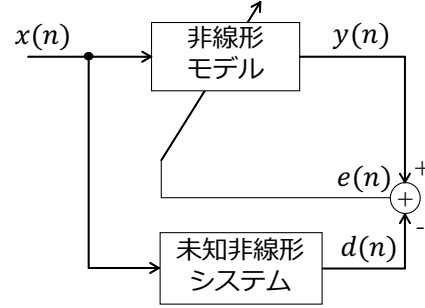 x(n)
非線形
モデル
y(n)
+
e(n)
+
-
未知非線形
システム
d(n)